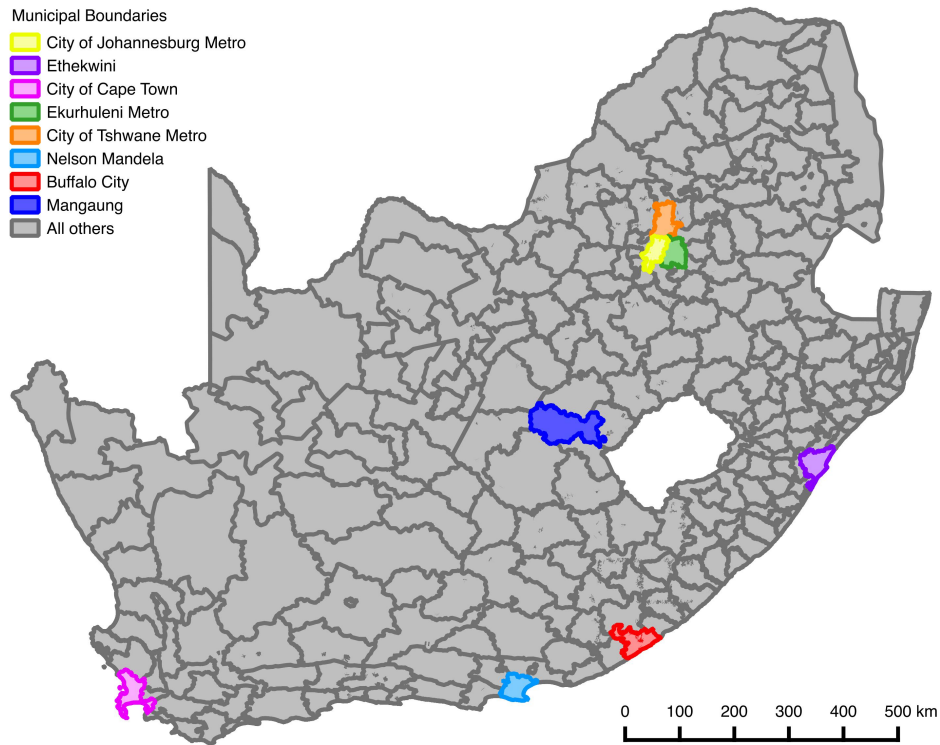 Municipal Boundaries
City of Johannesburg Metro
Ethekwini
City of Cape Town
Ekurhuleni Metro
City of Tshwane Metro
Nelson Mandela
Buffalo City
Mangaung
All others
0 100 200 300 400 500 km